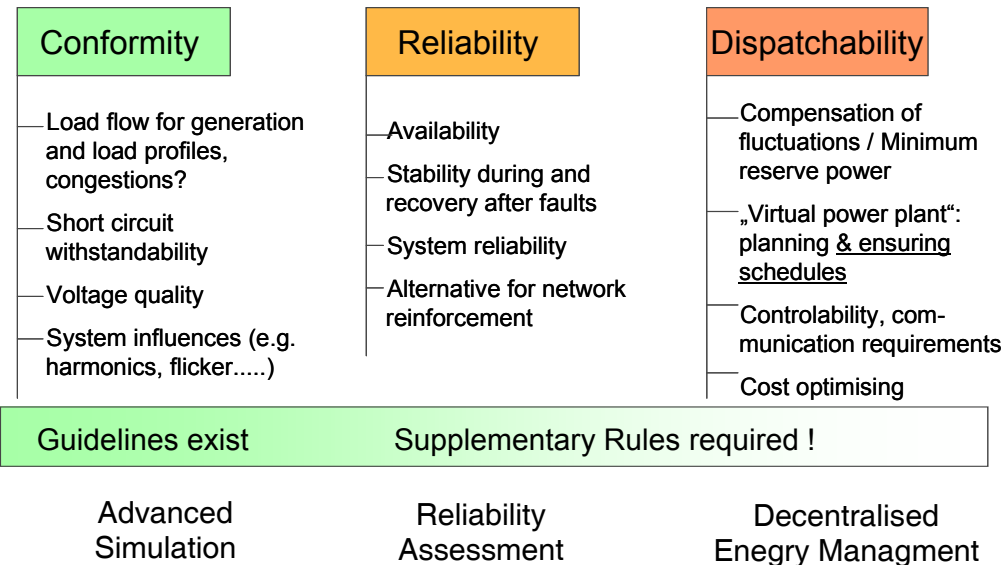 Conformity
Load flow for generation
and load profiles,
congestions?
Short circuit
withstandability
Voltage quality
System influences (e.g.
harmonics, flicker.....)
Reliability
Availability
Stability during and
recovery after faults
System reliability
Alternative for network
reinforcement
Dispatchability
Compensation of
fluctuations / Minimum
reserve power
„Virtual power plant“:
planning & ensuring
schedules
Controlability, com-
munication requirements
Cost optimising
Guidelines exist
Supplementary Rules required !
Advanced
Simulation
Reliability
Assessment
Decentralised
Enegry Managment